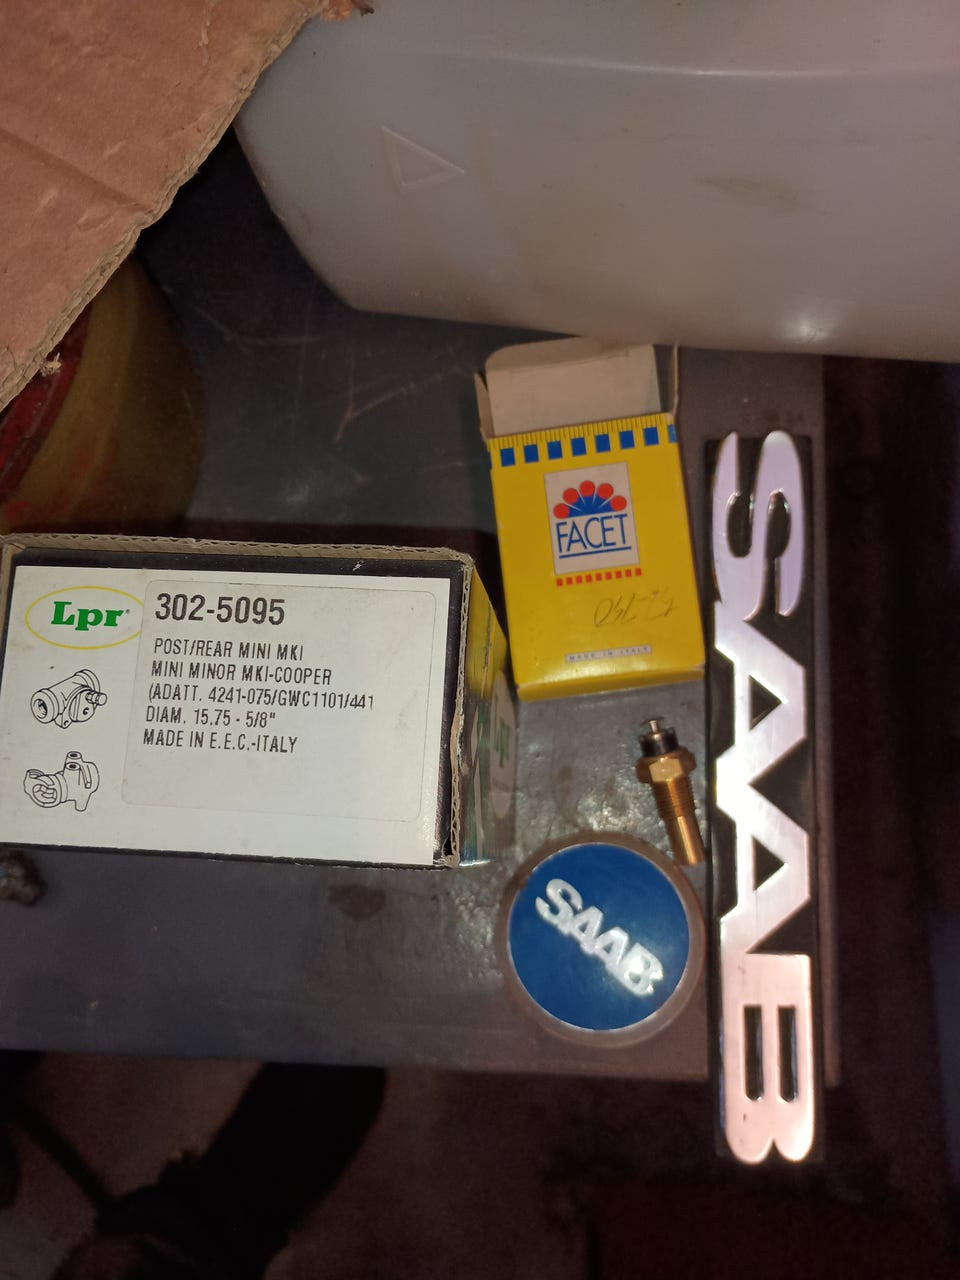 Lpr
302-5095
POST/REAR MINI MKI
MINI MINOR MKI-COOPER
(ADATT. 4241-075/GWC1101/441
DIAM. 15,75 - 5/8"
MADE IN E.E.C.-ITALY
FACET
MADE IN ITALY
SAAB
SAAB